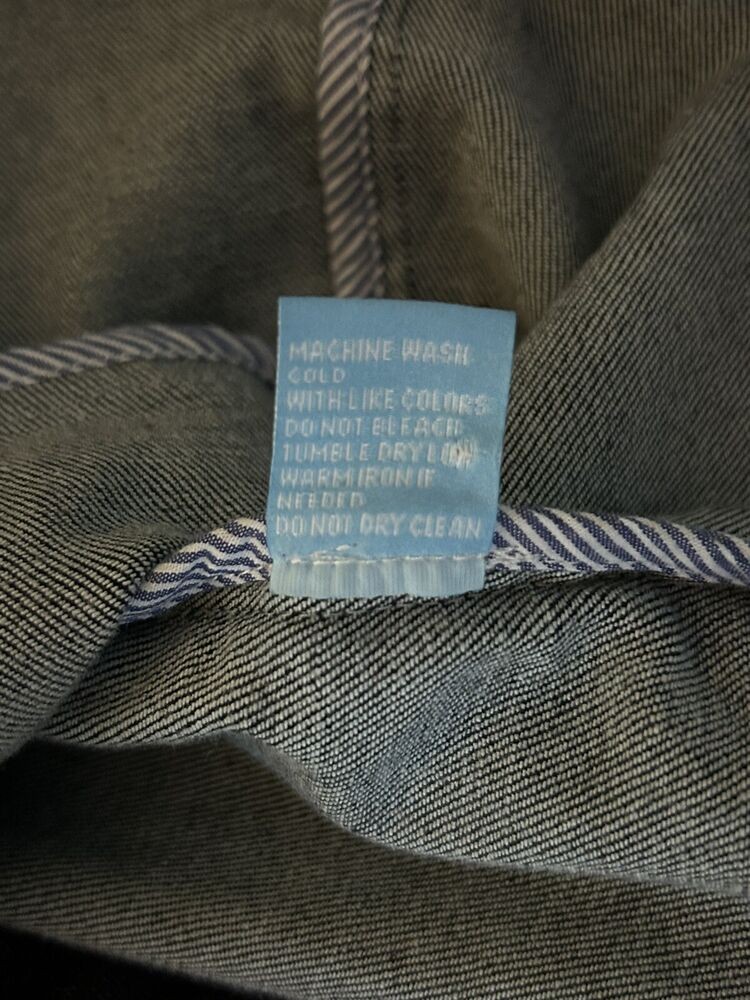 MACHINE WASH
COLD
WITH LIKE COLORS
DO NOT BLEACH
TUMBLE DRY LOW
WARM IRON IF
NEEDED
DO NOT DRY CLEAN